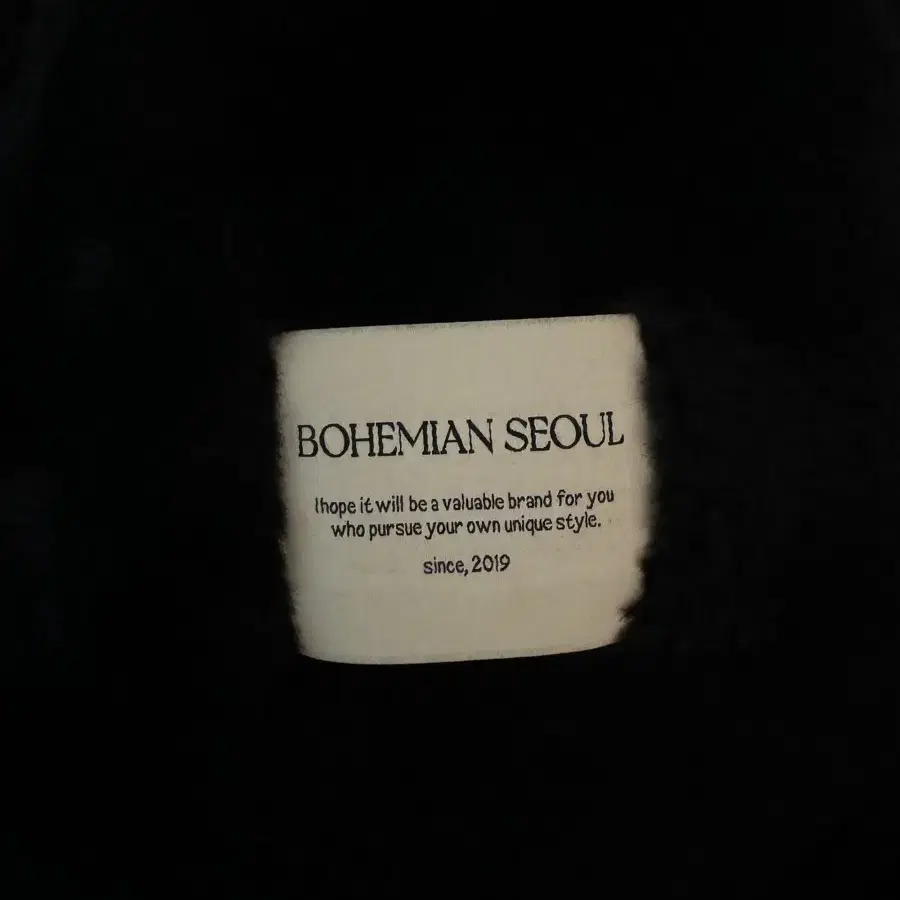 BOHEMIAN SEOUL
I hope it will be a valuable brand for you
who pursue your own unique style.
since, 2019